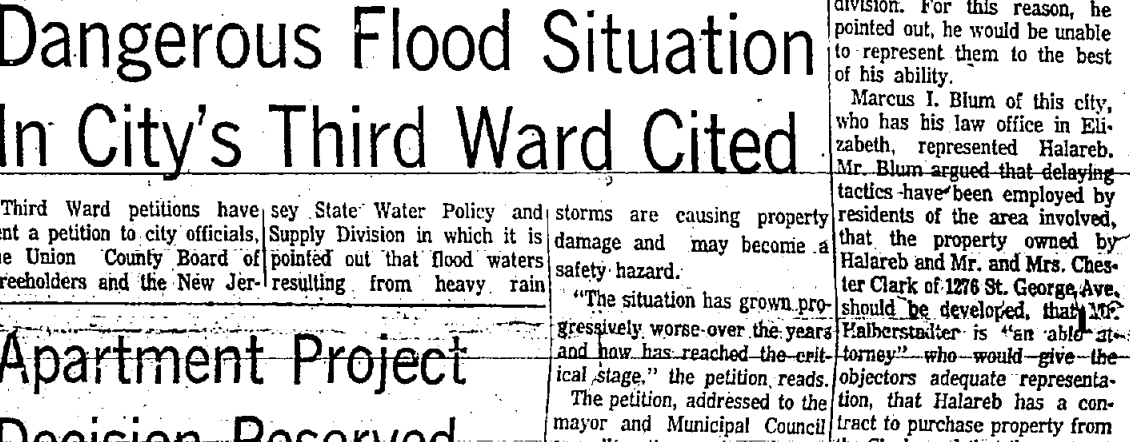 Dangerous Flood Situation
In City's Third Ward Cited
Third Ward petitions have
a petition to city officials,
Union County Board of
and the New Jer-
sey State Water Policy and
Supply Division in which it is
pointed out that flood waters
resulting from heavy rain
storms are causing property
damage and may become a
safety hazard.
"The situation has grown pro-
gressively worse over the years
and now has reached the crit-
ical stage," the petition reads.
The petition, addressed to the
mayor and Municipal Council
Apartment Project
Decision Reserved
division. For this reason, he
pointed out, he would be unable
to represent them to the best
of his ability.
Marcus I. Blum of this city,
who has his law office in Eli-
zabeth, represented Halareb.
Mr. Blum argued that delaying
tactics have been employed by
residents of the area involved,
that the property owned by
Halareb and Mr. and Mrs. Ches-
ter Clark of 1276 St. George Ave.
should be developed, that Mr.
Halberstadter is "an able at-
torney" who would give the
objectors adequate representa-
tion, that Halareb has a con-
tract to purchase property from